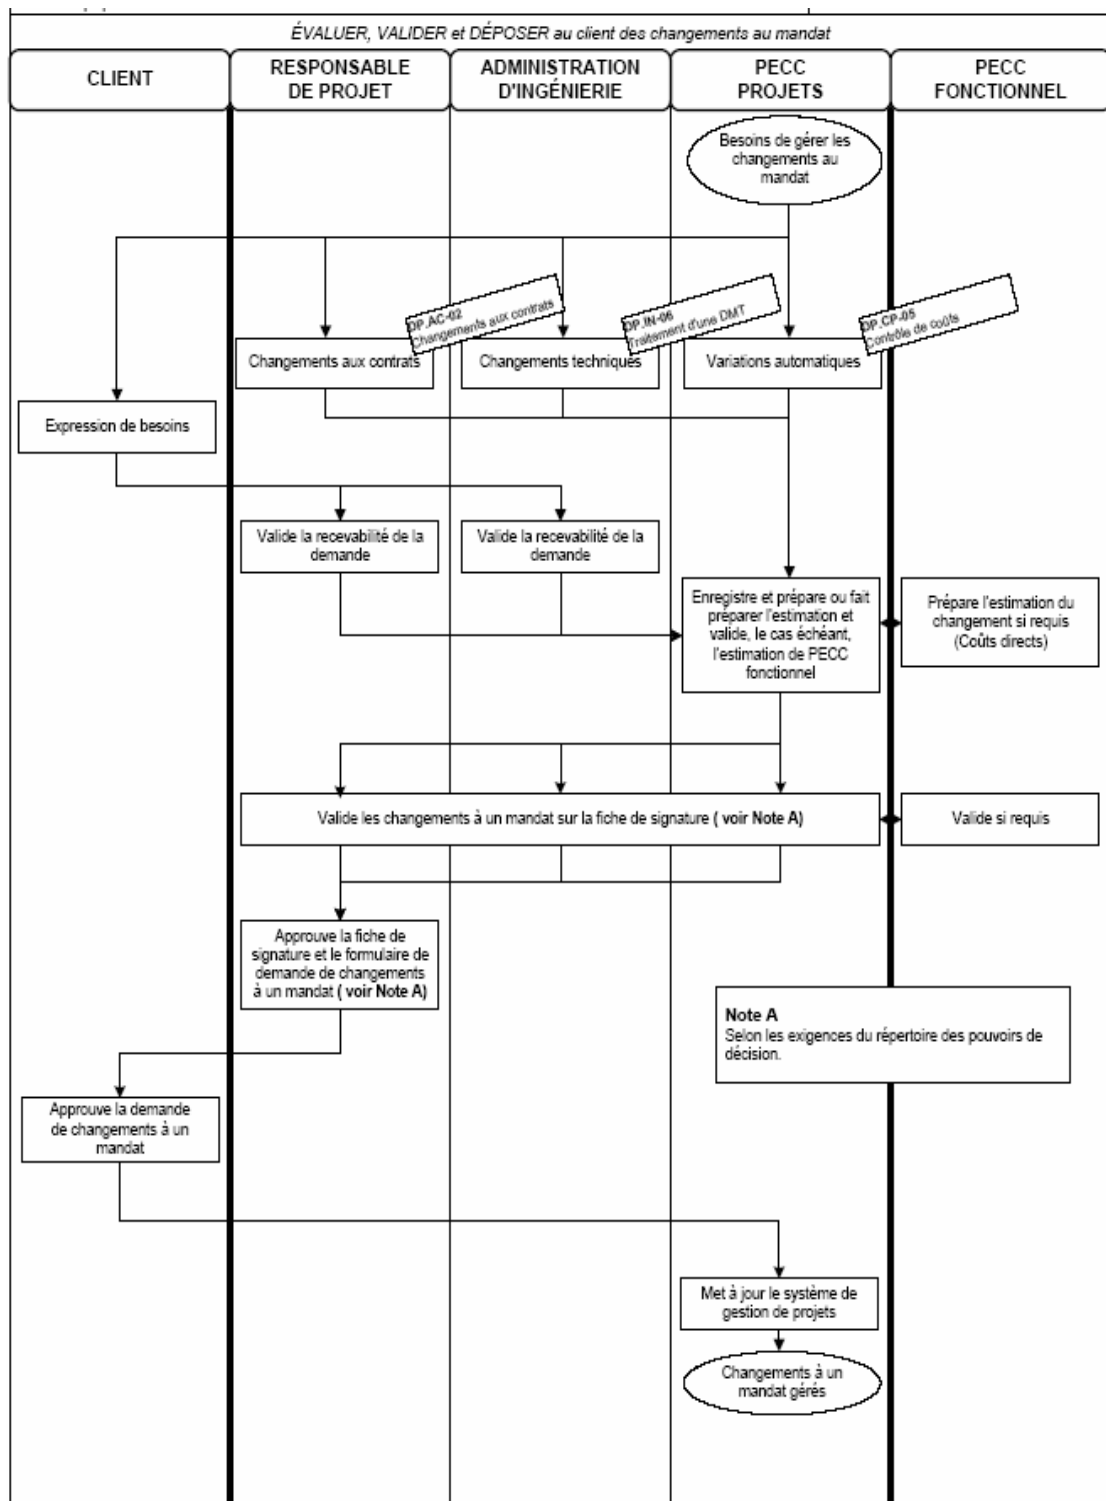 ÉVALUER, VALIDER et DÉPOSER au client des changements au mandat
CLIENT
RESPONSABLE
DE PROJET
ADMINISTRATION
D'INGÉNIERIE
PECC
PROJETS
PECC
FONCTIONNEL
Besoins de gérer les
changements au
mandat
DP.AC-02
Changements aux contrats
DP.IN-06
Traitement d'une DMT
DP.CP-05
Contrôle de coûts
Changements aux contrats
Changements techniques
Variations automatiques
Expression de besoins
Valide la recevabilité de la
demande
Valide la recevabilité de la
demande
Enregistre et prépare ou fait
préparer l'estimation et
valide, le cas échéant,
l'estimation de PECC
fonctionnel
Prépare l'estimation du
changement si requis
(Coûts directs)
Valide les changements à un mandat sur la fiche de signature ( voir Note A)
Valide si requis
Approuve la fiche de
signature et le formulaire de
demande de changements
à un mandat ( voir Note A)
Note A
Selon les exigences du répertoire des pouvoirs de
décision.
Approuve la demande
de changements à un
mandat
Met à jour le système de
gestion de projets
Changements à un
mandat gérés